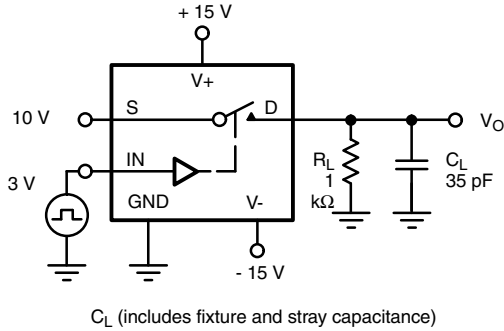 + 15 V
V+
10 V
S
D
V_O
IN
3 V
R_L
1
kΩ
C_L
35 pF
GND
V-
- 15 V
C_L (includes fixture and stray capacitance)